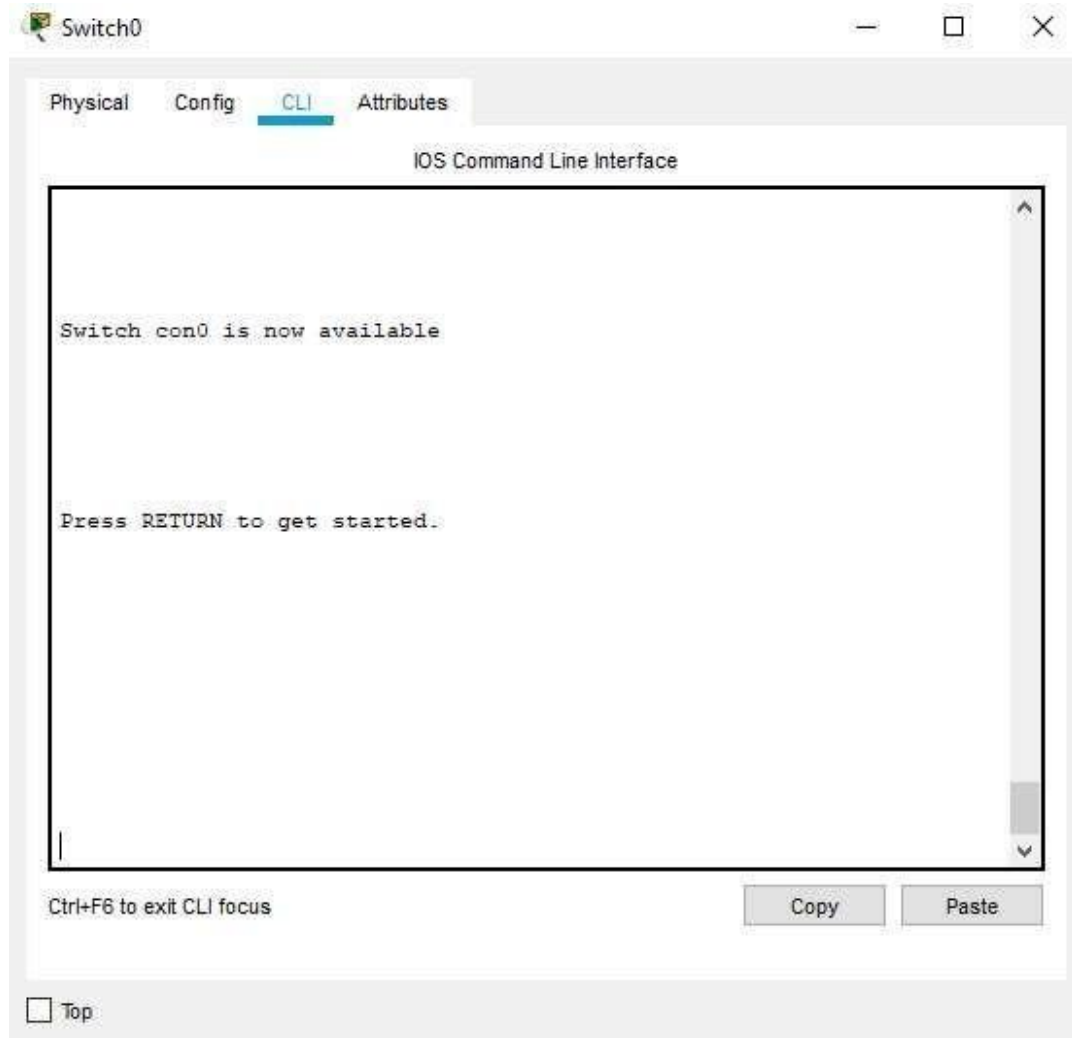 Switch0
Physical Config CLI Attributes
IOS Command Line Interface
Switch con0 is now available
Press RETURN to get started.
Ctrl+F6 to exit CLI focus
Copy Paste
Top